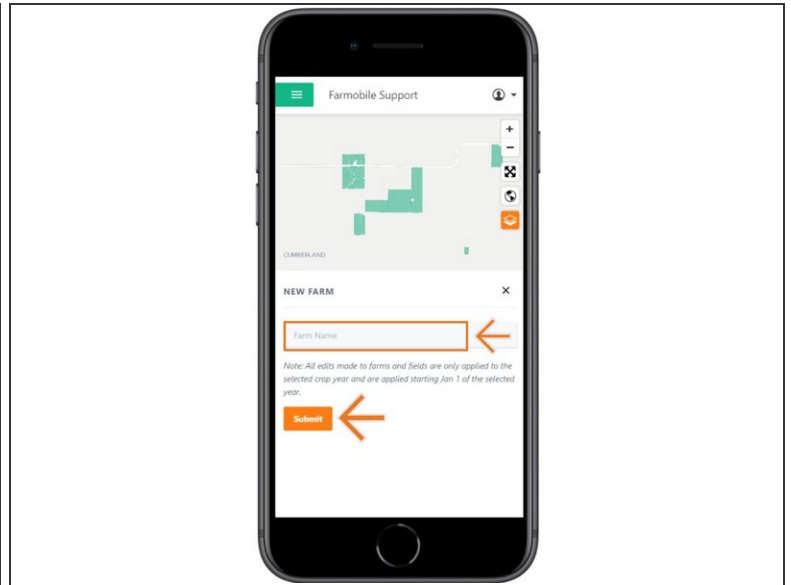 Farmobile Support
+
−
CUMBERLAND
NEW FARM ×
Farm Name
Note: All edits made to farms and fields are only applied to the
selected crop year and are applied starting Jan 1 of the selected
year.
Submit